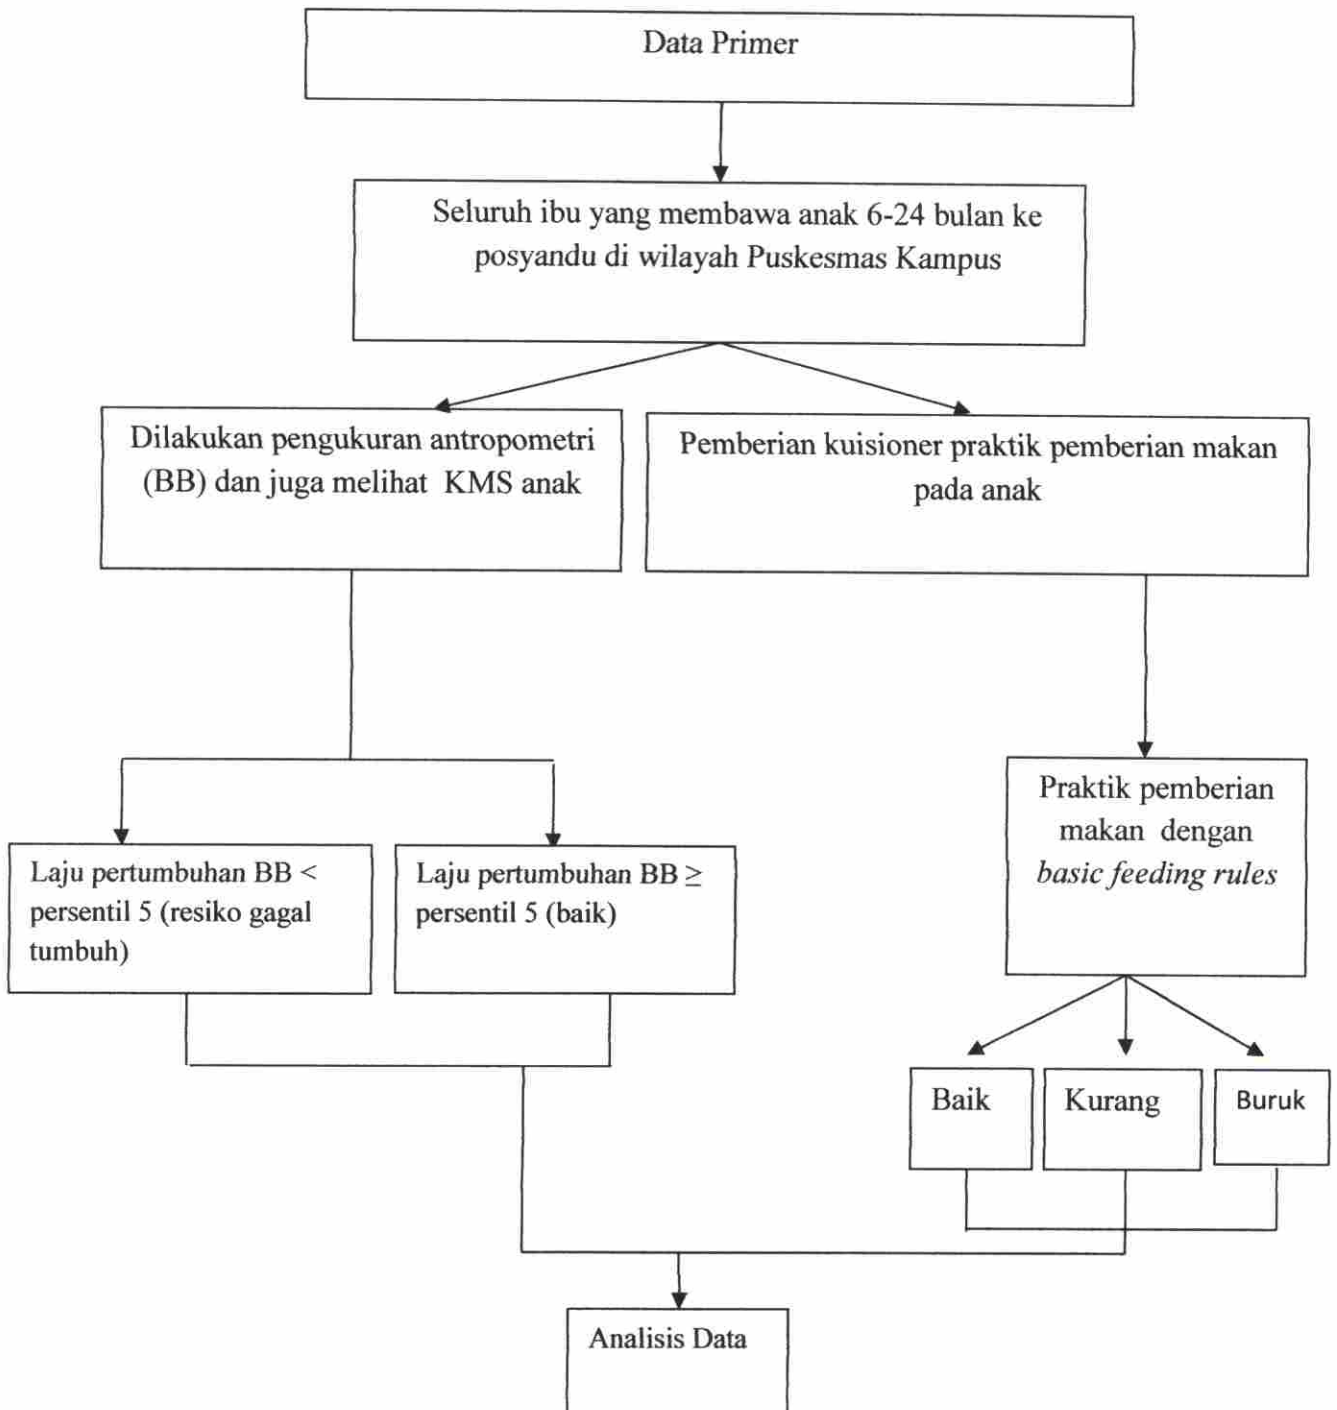 Data Primer
Seluruh ibu yang membawa anak 6-24 bulan ke
posyandu di wilayah Puskesmas Kampus
Dilakukan pengukuran antropometri
(BB) dan juga melihat KMS anak
Pemberian kuisioner praktik pemberian makan
pada anak
Praktik pemberian
makan dengan
basic feeding rules
Laju pertumbuhan BB <
persentil 5 (resiko gagal
tumbuh)
Laju pertumbuhan BB ≥
persentil 5 (baik)
Baik
Kurang
Buruk
Analisis Data